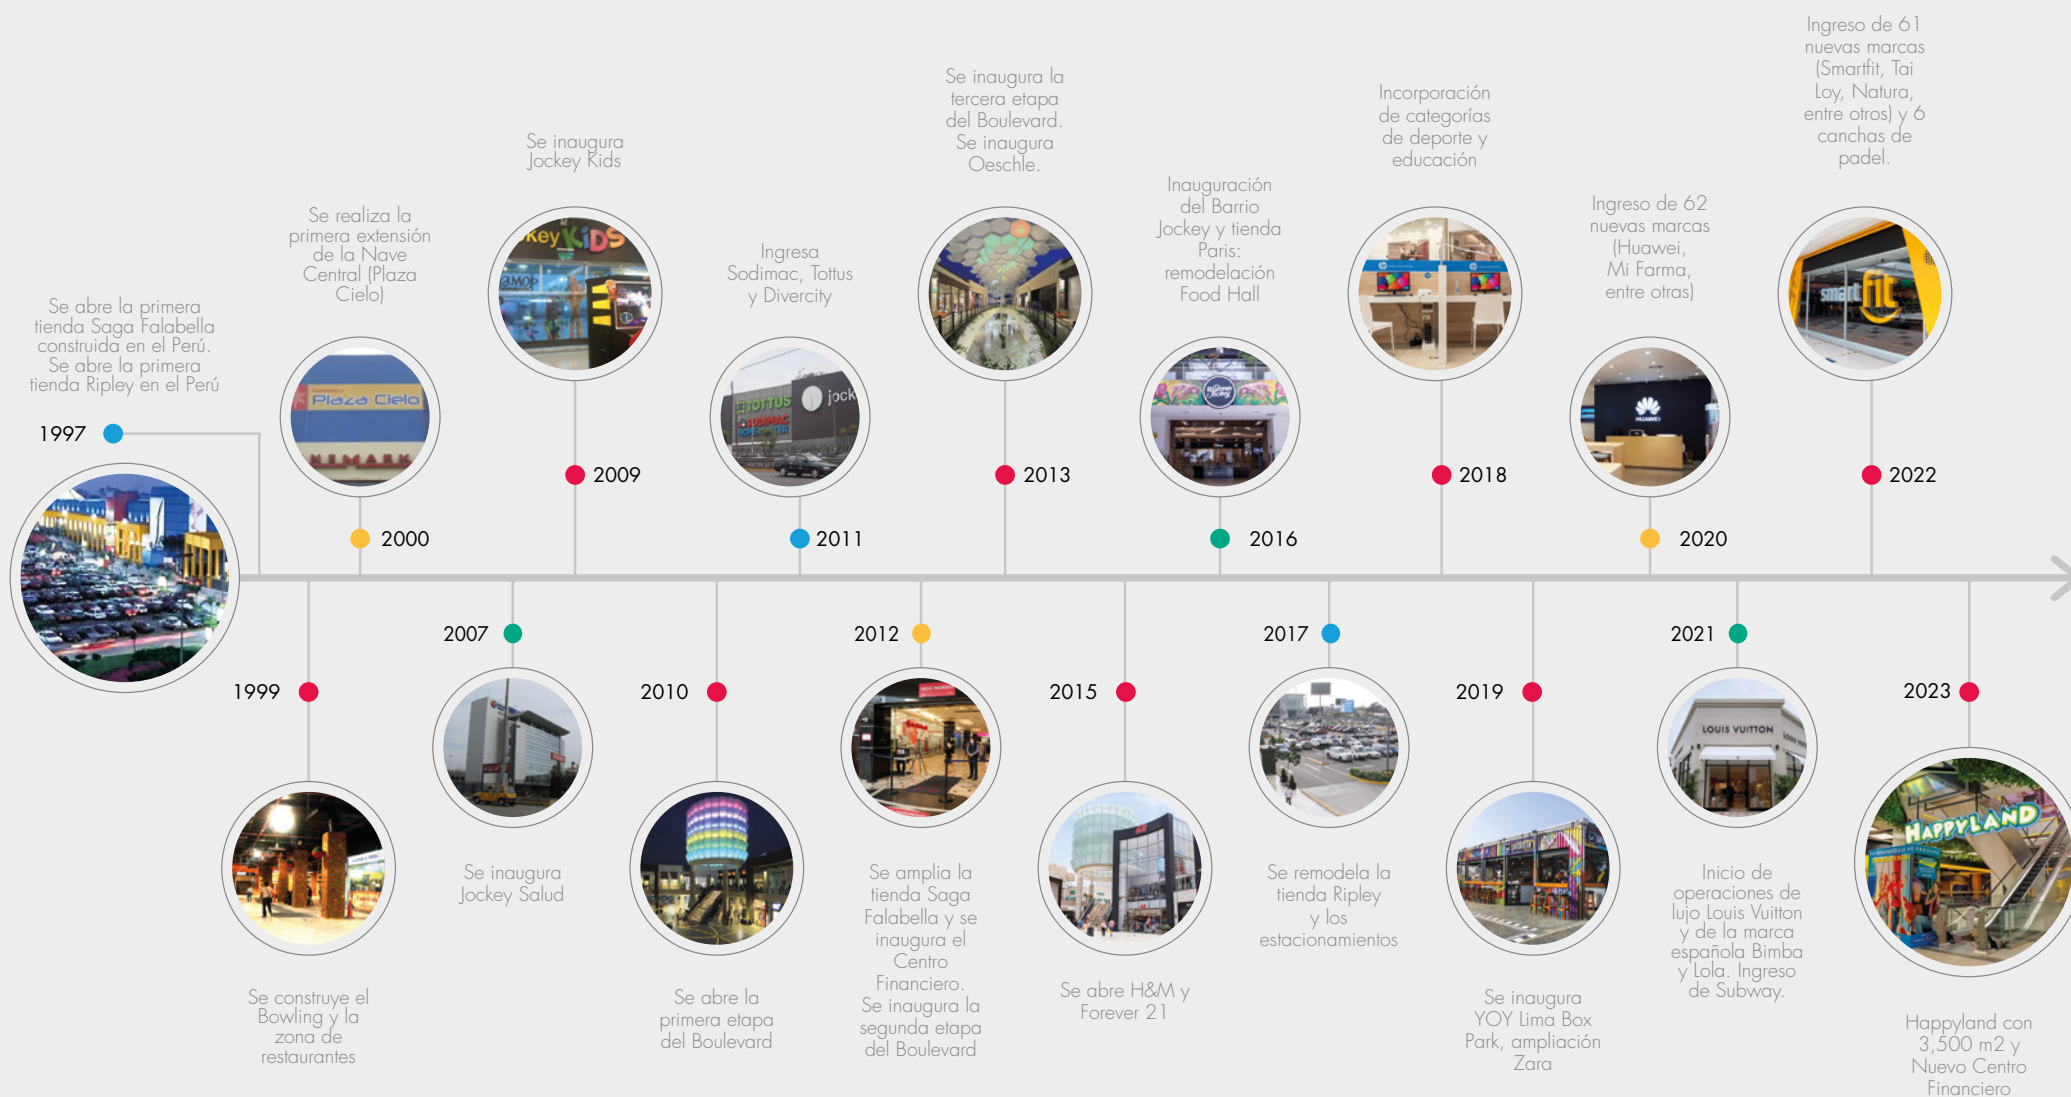 Se abre la primera
tienda Saga Falabella
construida en el Perú.
Se abre la primera
tienda Ripley en el Perú
1997
Se construye el
Bowling y la
zona de
restaurantes
1999
Se realiza la
primera extensión
de la Nave
Central (Plaza
Cielo)
Plaza Cielo
2000
2007
Se inaugura
Jockey Salud
Se inaugura
Jockey Kids
KiDS
2009
2010
Se abre la
primera etapa
del Boulevard
Ingresa
Sodimac, Tottus
y Divercity
TOTTUS
SODIMAC
jock
2011
2012
Se amplia la
tienda Saga
Falabella y se
inaugura el
Centro
Financiero.
Se inaugura la
segunda etapa
del Boulevard
Se inaugura la
tercera etapa
del Boulevard.
Se inaugura
Oeschle.
2013
2015
H&M
Se abre H&M y
Forever 21
Inauguración
del Barrio
Jockey y tienda
Paris:
remodelación
Food Hall
2016
2017
Se remodela la
tienda Ripley
y los
estacionamientos
Incorporación
de categorías
de deporte y
educación
2018
2019
Se inaugura
YOY Lima Box
Park, ampliación
Zara
Ingreso de 62
nuevas marcas
(Huawei,
Mi Farma,
entre otras)
HUAWEI
2020
2021
LOUIS VUITTON
Inicio de
operaciones de
lujo Louis Vuitton
y de la marca
española Bimba
y Lola. Ingreso
de Subway.
Ingreso de 61
nuevas marcas
(Smartfit, Tai
Loy, Natura,
entre otros) y 6
canchas de
padel.
smart fit
2022
2023
HAPPYLAND
Happyland con
3,500 m2 y
Nuevo Centro
Financiero